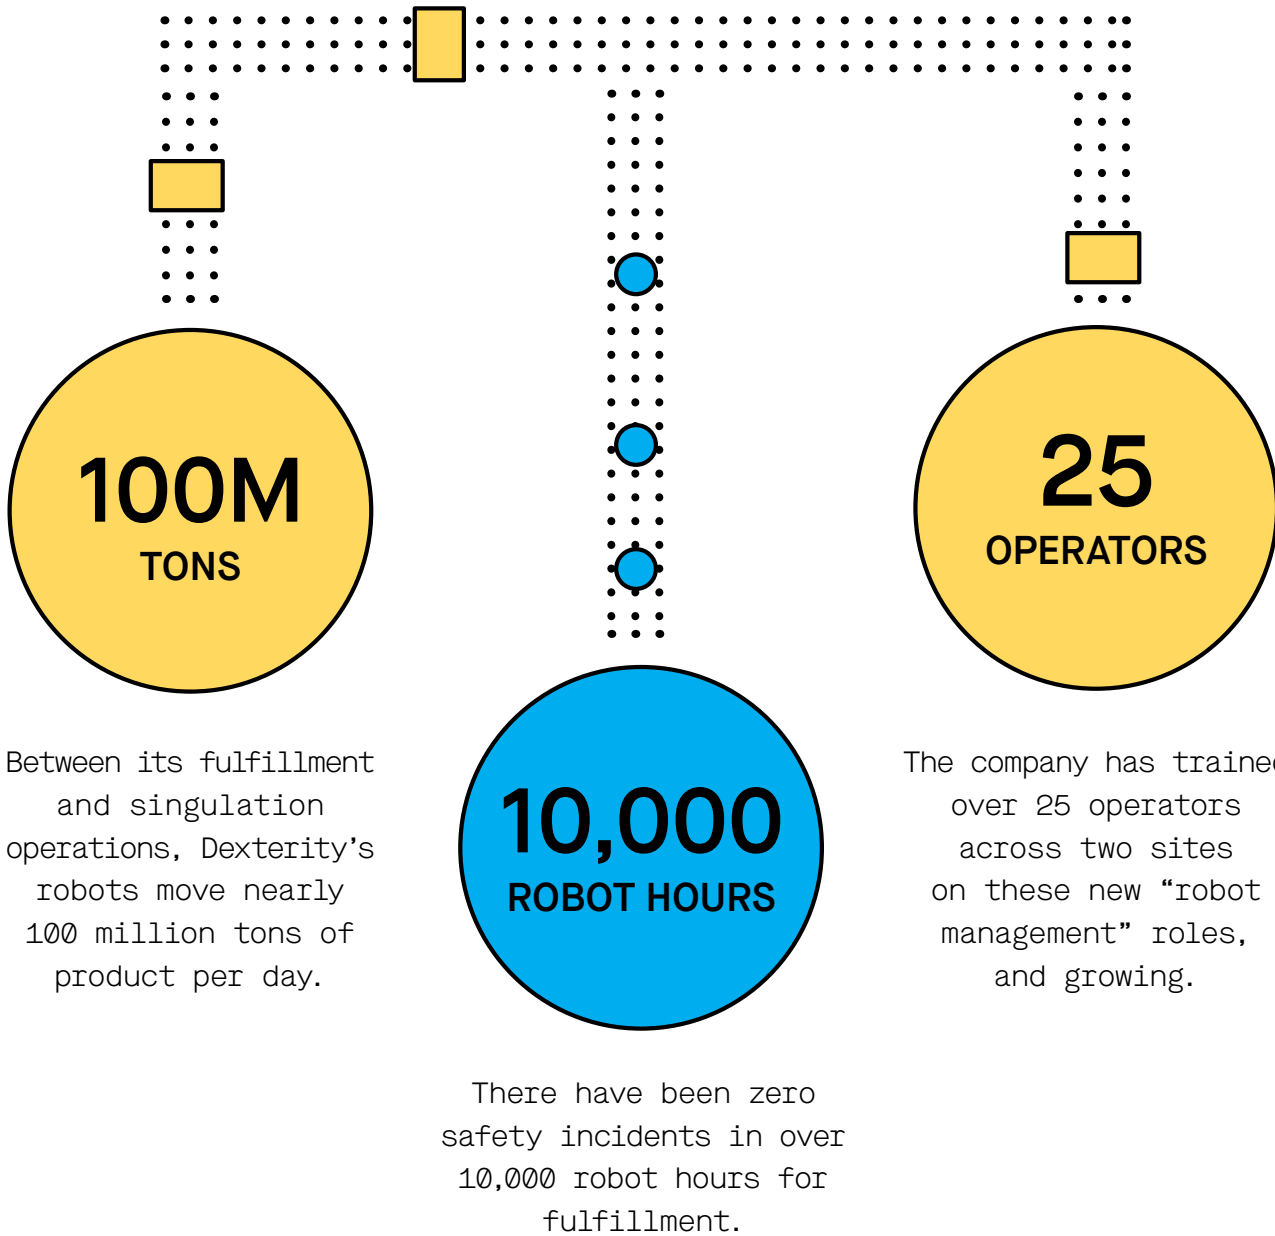 100M
TONS
Between its fulfillment
and singulation
operations, Dexterity’s
robots move nearly
100 million tons of
product per day.
10,000
ROBOT HOURS
There have been zero
safety incidents in over
10,000 robot hours for
fulfillment.
25
OPERATORS
The company has trained
over 25 operators
across two sites
on these new “robot
management” roles,
and growing.